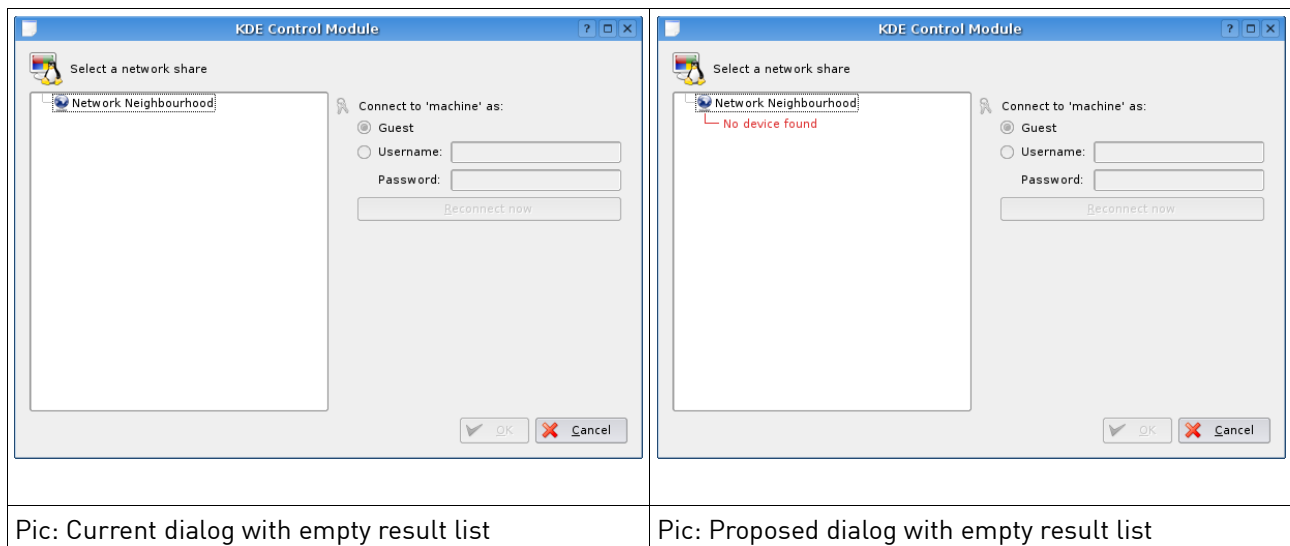 KDE Control Module
Select a network share
Network Neighbourhood
Connect to 'machine' as:
Guest
Username:
Password:
Reconnect now
OK
Cancel
Pic: Current dialog with empty result list
KDE Control Module
Select a network share
Network Neighbourhood
No device found
Connect to 'machine' as:
Guest
Username:
Password:
Reconnect now
OK
Cancel
Pic: Proposed dialog with empty result list